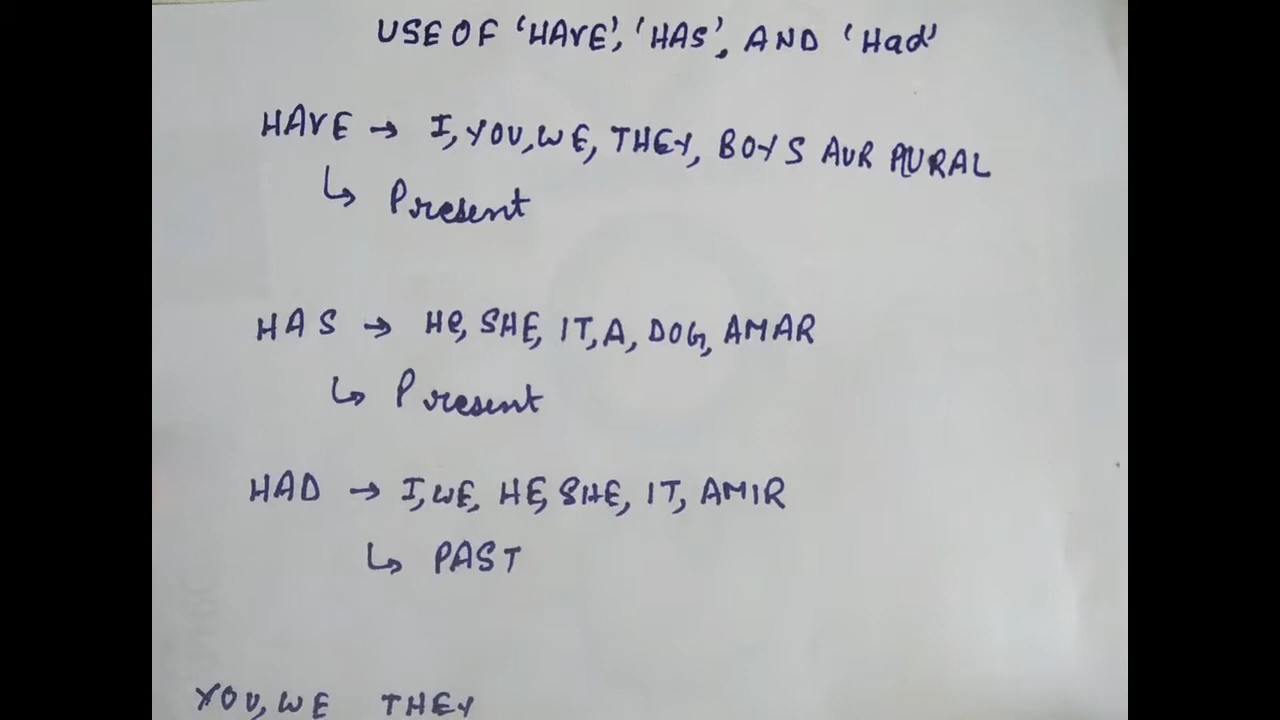 USE OF 'HAVE', 'HAS', AND 'Had'
HAVE → I, YOU, WE, THEY, BOYS AUR PLURAL
↳ Present
HAS → He, SHE, IT, A, DOG, AMAR
↳ Present
HAD → I, WE, HE, SHE, IT, AMIR
↳ PAST
YOU, WE THEY